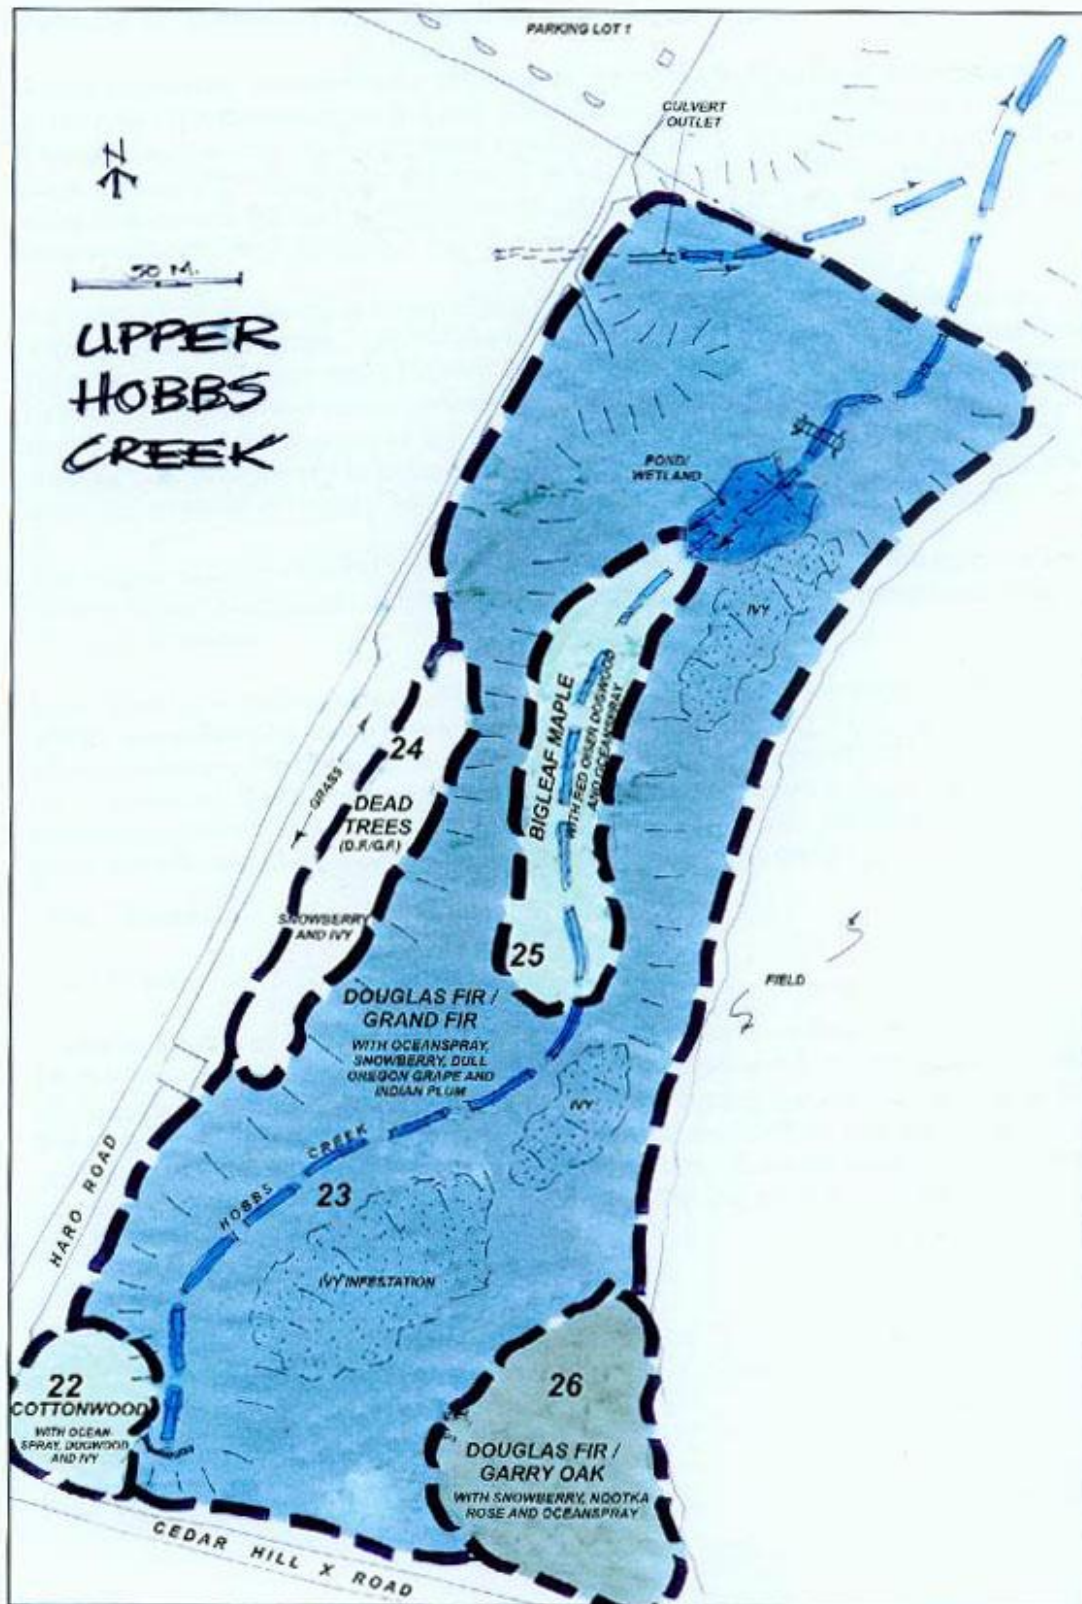 PARKING LOT 1
CULVERT
OUTLET
N
50 M.
UPPER
HOBBS
CREEK
POND/
WETLAND
IVY
BIGLEAF MAPLE
WITH RED OSIER DOGWOOD
AND OCEANSPRAY
24
GRASS
DEAD
TREES
(D.F./G.F.)
SNOWBERRY
AND IVY
25
FIELD
DOUGLAS FIR /
GRAND FIR
WITH OCEANSPRAY,
SNOWBERRY, DULL
OREGON GRAPE AND
INDIAN PLUM
IVY
HOBBS CREEK
23
HARO ROAD
IVY INFESTATION
22
COTTONWOOD
WITH OCEAN-
SPRAY, DOGWOOD
AND IVY
26
DOUGLAS FIR /
GARRY OAK
WITH SNOWBERRY, NOOTKA
ROSE AND OCEANSPRAY
CEDAR HILL X ROAD